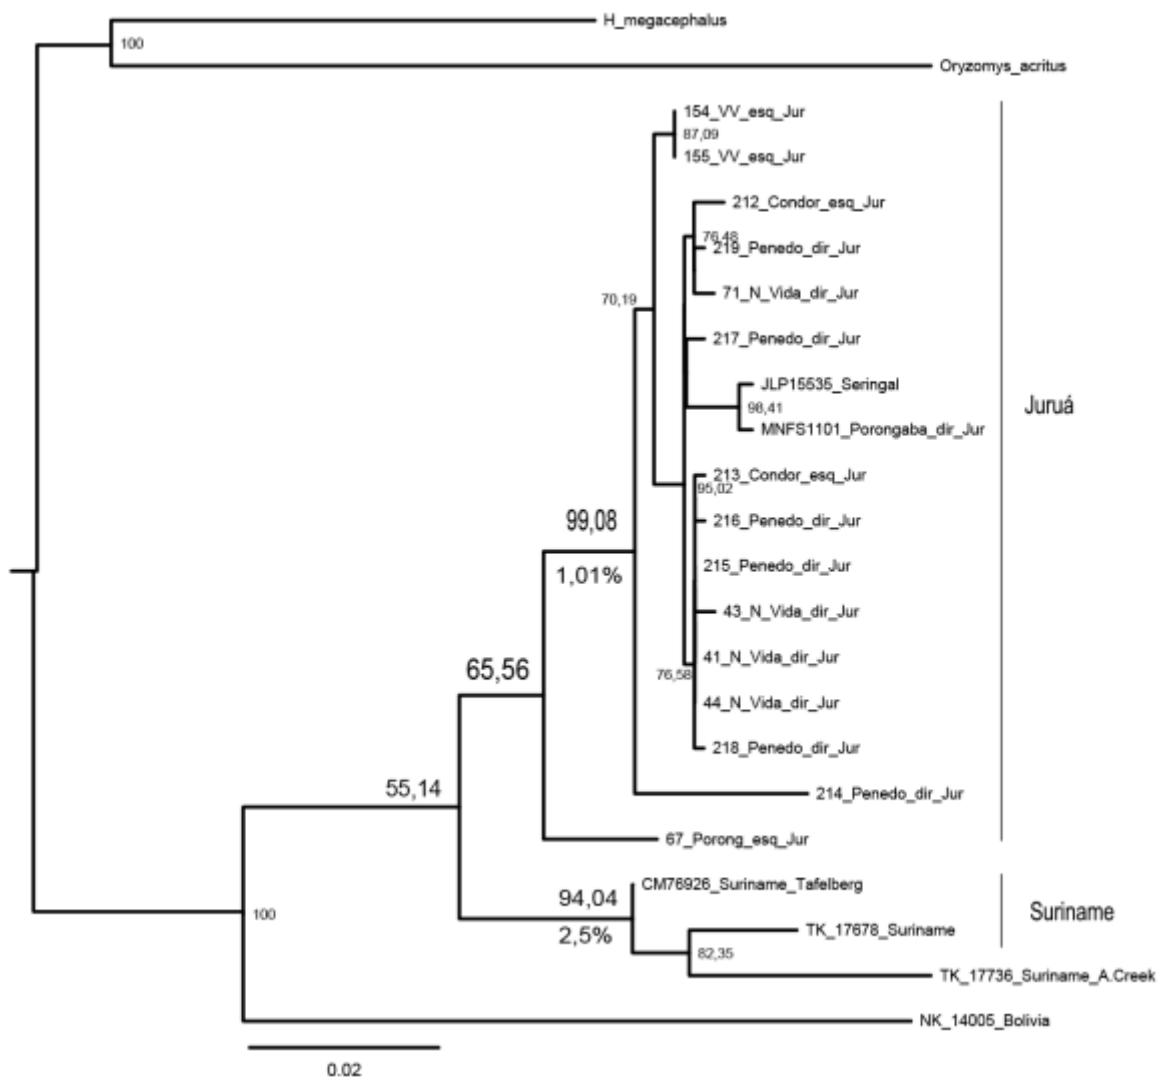 H_megacephalus
100
Oryzomys_acritus
154_VV_esq_Jur
87,09
155_VV_esq_Jur
212_Condor_esq_Jur
76,48
219_Penedo_dir_Jur
71_N_Vida_dir_Jur
70,19
217_Penedo_dir_Jur
JLP15535_Seringal
98,41
Juruá
MNFS1101_Porongaba_dir_Jur
213_Condor_esq_Jur
95,02
99,08
216_Penedo_dir_Jur
1,01%
215_Penedo_dir_Jur
43_N_Vida_dir_Jur
65,56
41_N_Vida_dir_Jur
76,58
44_N_Vida_dir_Jur
218_Penedo_dir_Jur
55,14
214_Penedo_dir_Jur
67_Porong_esq_Jur
CM76926_Suriname_Tafelberg
94,04
100
Suriname
2,5%
TK_17678_Suriname
82,35
TK_17736_Suriname_A.Creek
NK_14005_Bolivia
0.02